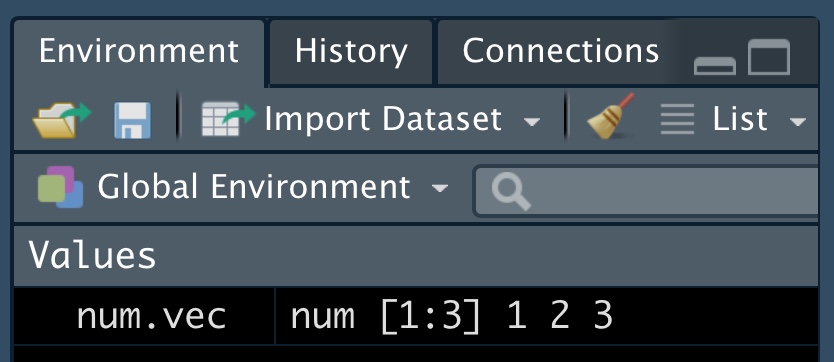 Environment History Connections
Import Dataset List
Global Environment
Values
num.vec num [1:3] 1 2 3